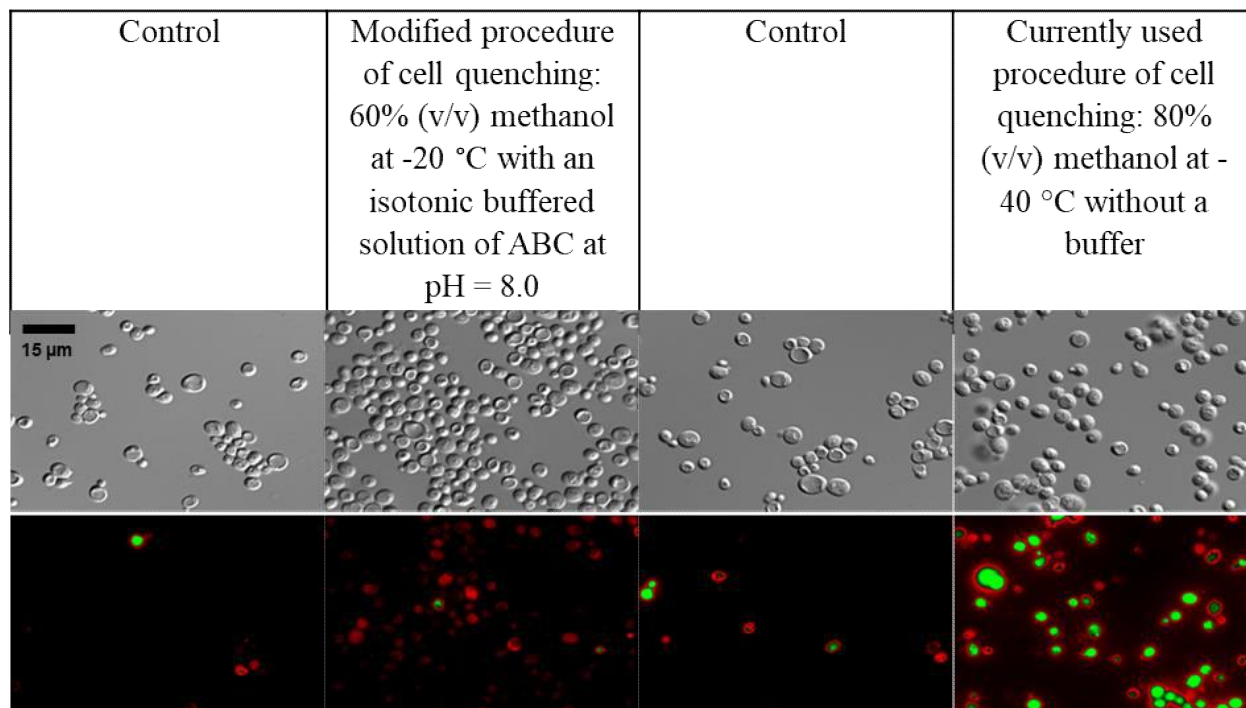 Control
Modified procedure
of cell quenching:
60% (v/v) methanol
at -20 °C with an
isotonic buffered
solution of ABC at
pH = 8.0
Control
Currently used
procedure of cell
quenching: 80%
(v/v) methanol at -
40 °C without a
buffer
15 µm